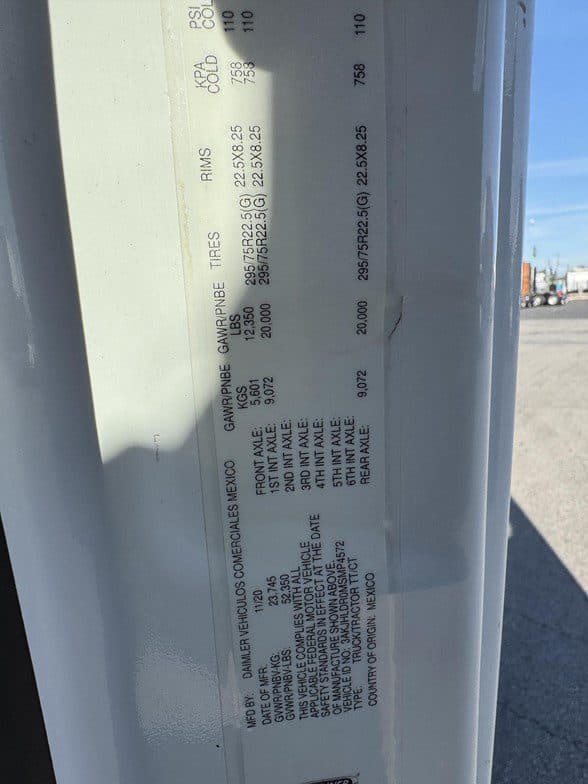 MFD BY: DAIMLER VEHICULOS COMERCIALES MEXICO
DATE OF MFR. 11/20
GVWR/PNBV-KG: 23,745
GVWR/PNBV-LBS: 52,350
THIS VEHICLE COMPLIES WITH ALL
APPLICABLE FEDERAL MOTOR VEHICLE
SAFETY STANDARDS IN EFFECT AT THE DATE
OF MANUFACTURE SHOWN ABOVE.
VEHICLE ID NO: 3AKJHLDR0MSMP4572
TYPE: TRUCK/TRACTOR TT/CT
COUNTRY OF ORIGIN: MEXICO
GAWR/PNBE GAWR/PNBE TIRES RIMS KPA PSI
KGS LBS COLD COL
FRONT AXLE: 5,601 12,350 295/75R22.5(G) 22.5X8.25 758 110
1ST INT AXLE: 9,072 20,000 295/75R22.5(G) 22.5X8.25 758 110
2ND INT AXLE:
3RD INT AXLE:
4TH INT AXLE:
5TH INT AXLE:
6TH INT AXLE:
REAR AXLE: 9,072 20,000 295/75R22.5(G) 22.5X8.25 758 110